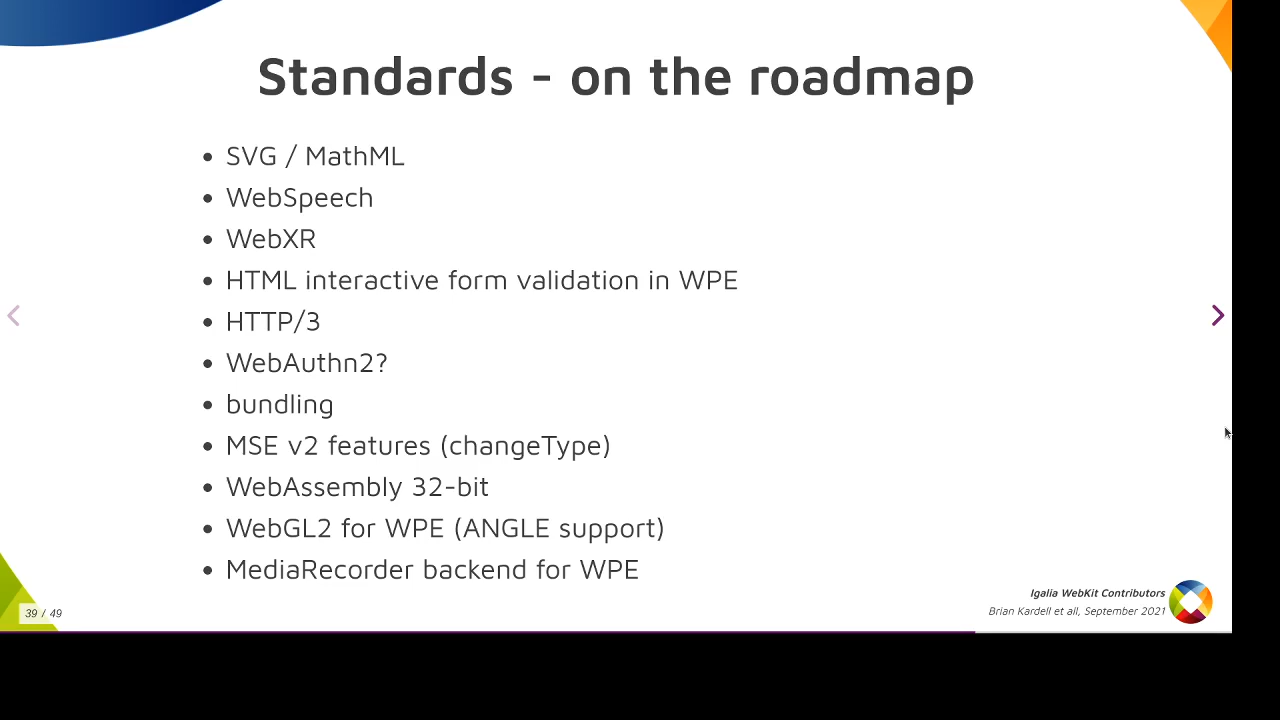 Standards - on the roadmap
• SVG / MathML
• WebSpeech
• WebXR
• HTML interactive form validation in WPE
• HTTP/3
• WebAuthn2?
• bundling
• MSE v2 features (changeType)
• WebAssembly 32-bit
• WebGL2 for WPE (ANGLE support)
• MediaRecorder backend for WPE
Igalia WebKit Contributors
Brian Kardell et all, September 2021
39 / 49